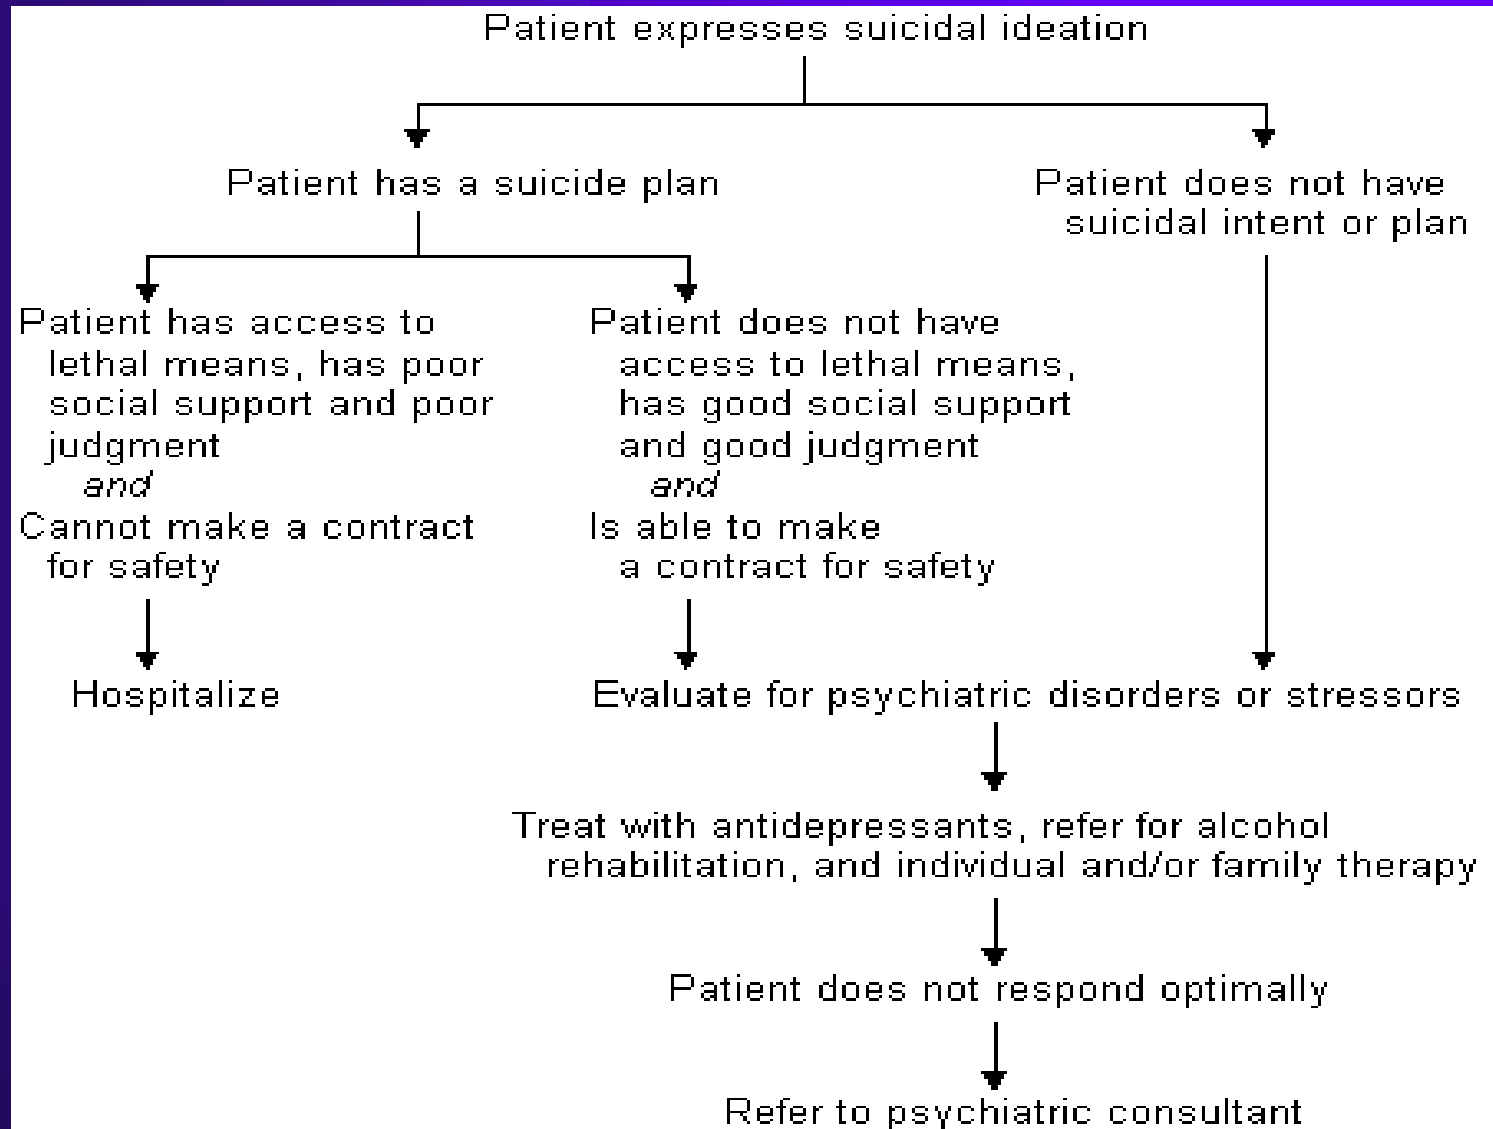 Patient expresses suicidal ideation
Patient has a suicide plan
Patient does not have
suicidal intent or plan
Patient has access to
lethal means, has poor
social support and poor
judgment
and
Cannot make a contract
for safety
Patient does not have
access to lethal means,
has good social support
and good judgment
and
Is able to make
a contract for safety
Hospitalize
Evaluate for psychiatric disorders or stressors
Treat with antidepressants, refer for alcohol
rehabilitation, and individual and/or family therapy
Patient does not respond optimally
Refer to psychiatric consultant